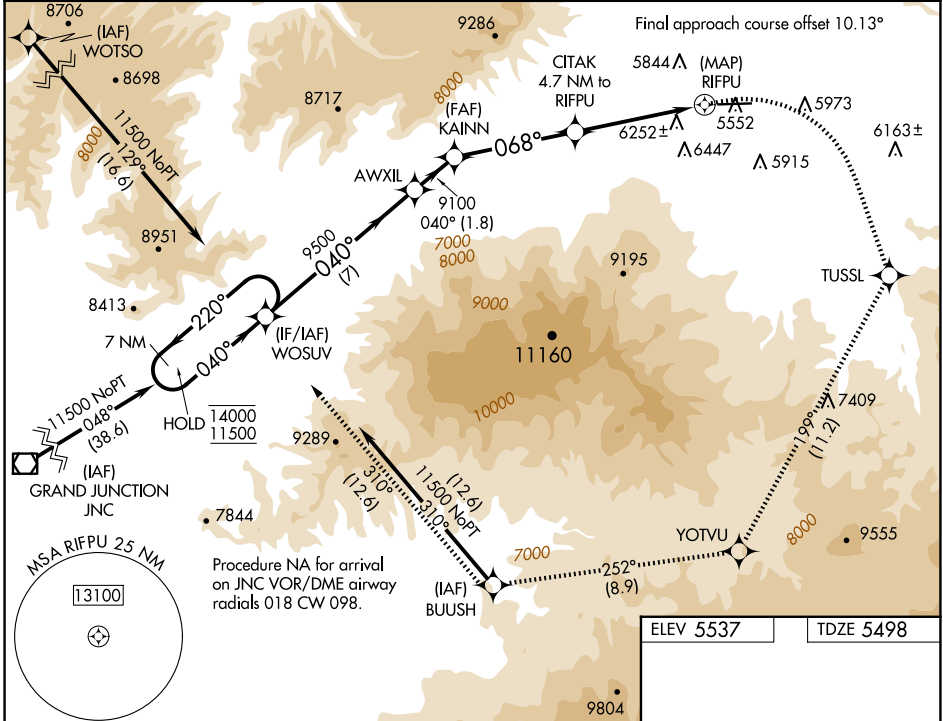 8706
(IAF)
WOTSO
8698
8000
11500 NoPT
129°
(16.6)
8717
9286
8000
Final approach course offset 10.13°
CITAK
4.7 NM to
RIFPU
5844
(MAP)
RIFPU
5552
5973
6252±
6447
5915
6163±
(FAF)
KAINN
068°
AWXIL
9100
040° (1.8)
9500
040°
(7)
7000
8000
8951
8413
7 NM
220°
040°
(IF/IAF)
WOSUV
HOLD
14000
11500
11500 NoPT
048°
(38.6)
(IAF)
GRAND JUNCTION
JNC
9195
9000
11160
10000
TUSSL
7409
199°
(11.2)
9289
310°
(12.6)
(12.6)
11500 NoPT
310°
7844
7000
YOTVU
8000
9555
252°
(8.9)
(IAF)
BUUSH
Procedure NA for arrival
on JNC VOR/DME airway
radials 018 CW 098.
MSA RIFPU 25 NM
13100
ELEV 5537
TDZE 5498
9804